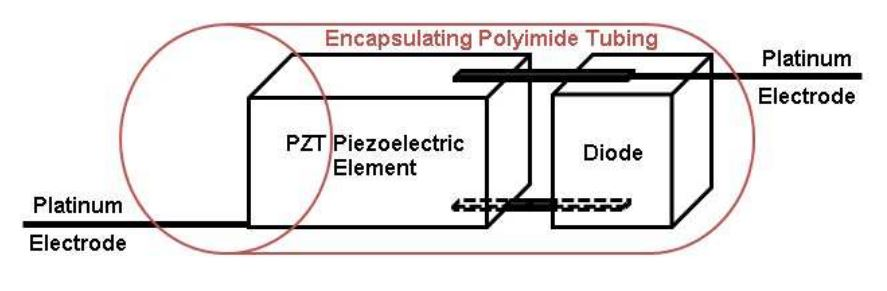 Encapsulating Polyimide Tubing
Platinum
Electrode
PZT Piezoelectric
Element
Diode
Platinum
Electrode